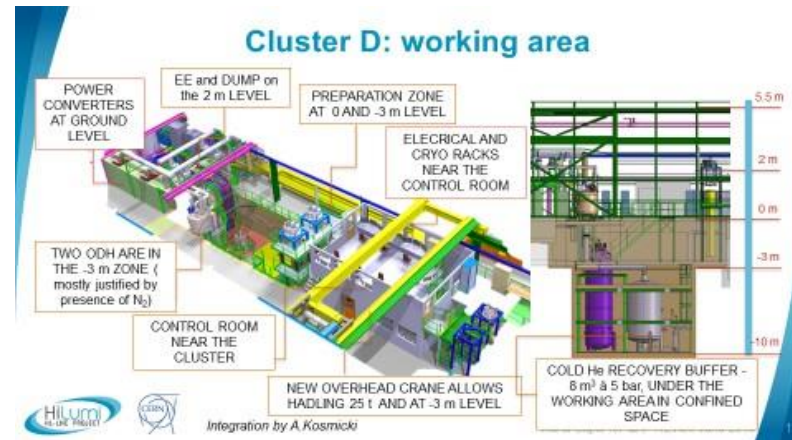 Cluster D: working area
POWER
CONVERTERS
AT GROUND
LEVEL
EE and DUMP on
the 2 m LEVEL
PREPARATION ZONE
AT 0 AND -3 m LEVEL
ELECRICAL AND
CRYO RACKS
NEAR THE
CONTROL ROOM
5.5 m
2 m
0 m
-3 m
-10 m
TWO ODH ARE IN
THE -3 m ZONE (
mostly justified by
presence of N2)
CONTROL ROOM
NEAR THE
CLUSTER
NEW OVERHEAD CRANE ALLOWS
HADLING 25 t AND AT -3 m LEVEL
COLD He RECOVERY BUFFER -
8 m³ à 5 bar, UNDER THE
WORKING AREA IN CONFINED
SPACE
HiLumi
HL-LHC PROJECT
CERN
Integration by A.Kosmicki